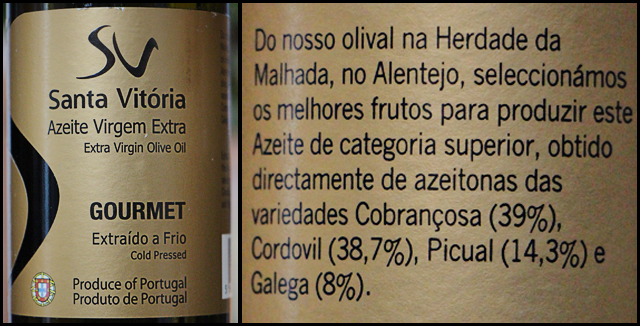 SV
Santa Vitória
Azeite Virgem Extra
Extra Virgin Olive Oil
GOURMET
Extraído a Frio
Cold Pressed
Produce of Portugal
Produto de Portugal
Do nosso olival na Herdade da
Malhada, no Alentejo, seleccionámos
os melhores frutos para produzir este
Azeite de categoria superior, obtido
directamente de azeitonas das
variedades Cobrançosa (39%),
Cordovil (38,7%), Picual (14,3%) e
Galega (8%).